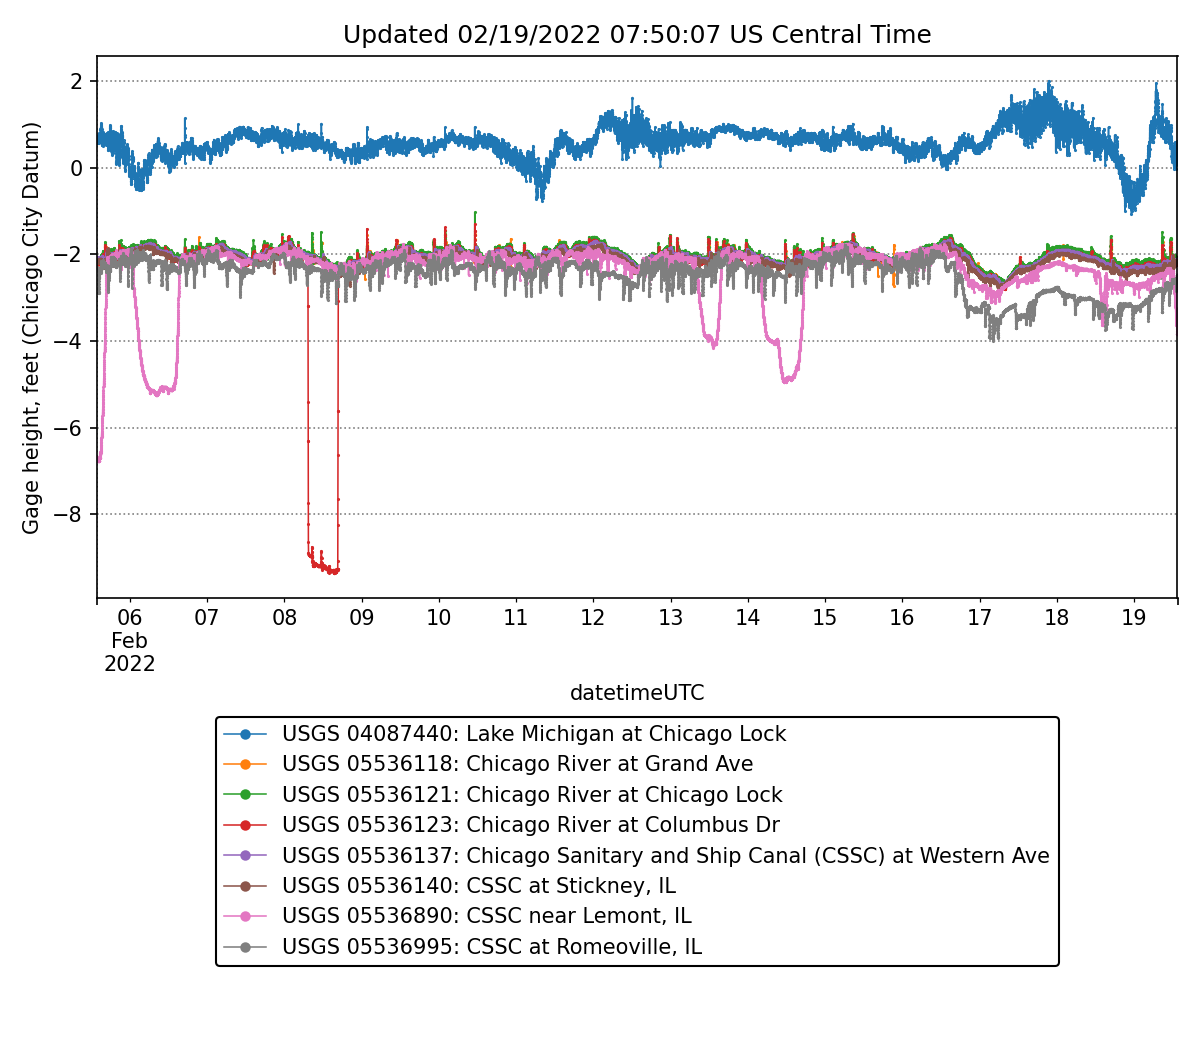 Updated 02/19/2022 07:50:07 US Central Time
Gage height, feet (Chicago City Datum)
2
0
−2
−4
−6
−8
06 07 08 09 10 11 12 13 14 15 16 17 18 19
Feb
2022
datetimeUTC
USGS 04087440: Lake Michigan at Chicago Lock
USGS 05536118: Chicago River at Grand Ave
USGS 05536121: Chicago River at Chicago Lock
USGS 05536123: Chicago River at Columbus Dr
USGS 05536137: Chicago Sanitary and Ship Canal (CSSC) at Western Ave
USGS 05536140: CSSC at Stickney, IL
USGS 05536890: CSSC near Lemont, IL
USGS 05536995: CSSC at Romeoville, IL